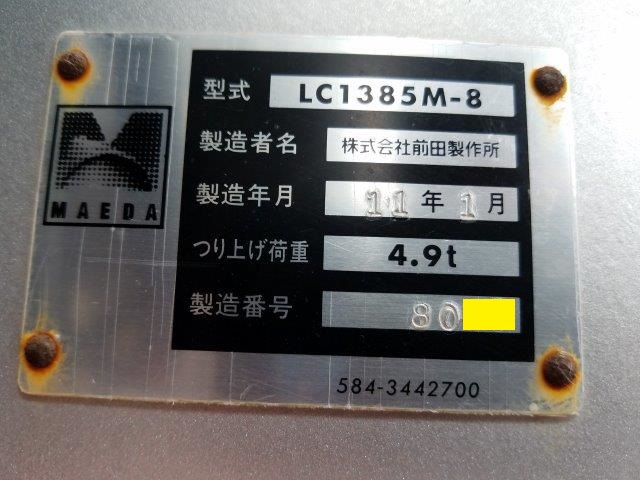 型式 LC1385M-8
製造者名 株式会社前田製作所
製造年月 11年1月
つり上げ荷重 4.9t
製造番号 80
MAEDA
584-3442700